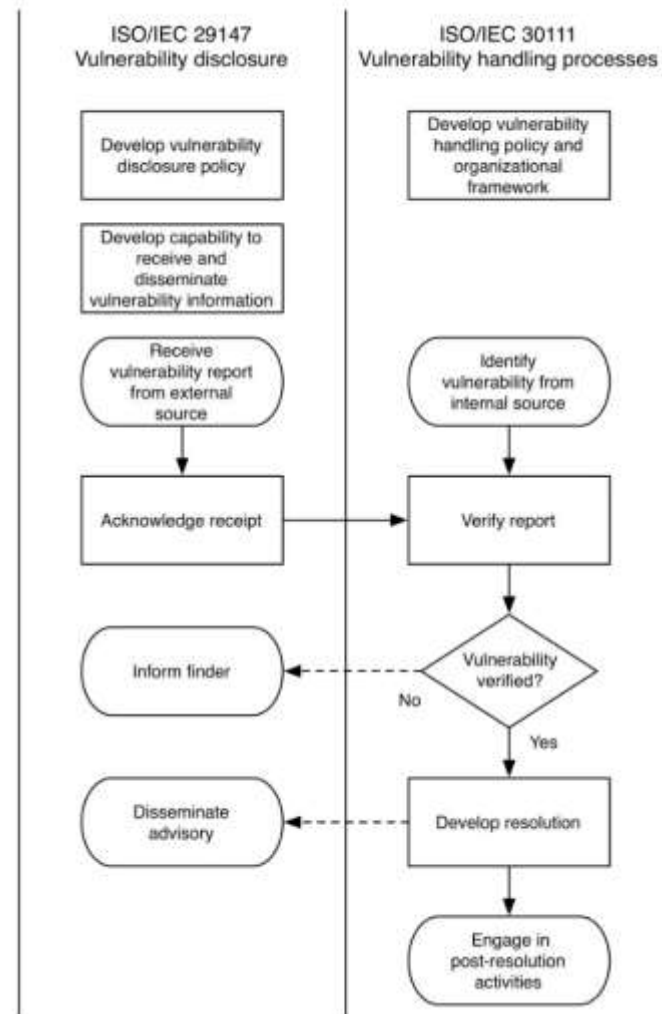 ISO/IEC 29147
Vulnerability disclosure
ISO/IEC 30111
Vulnerability handling processes
Develop vulnerability
disclosure policy
Develop vulnerability
handling policy and
organizational
framework
Develop capability to
receive and
disseminate
vulnerability information
Receive
vulnerability report
from external
source
Identify
vulnerability from
internal source
Acknowledge receipt
Verify report
Inform finder
Vulnerability
verified?
No
Yes
Disseminate
advisory
Develop resolution
Engage in
post-resolution
activities